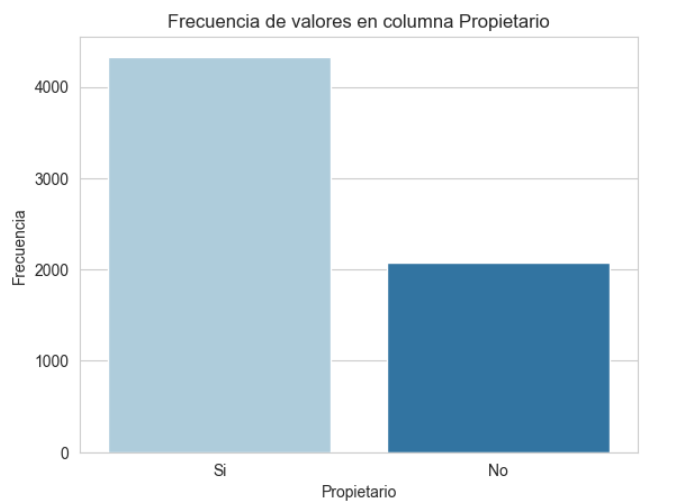 Frecuencia de valores en columna Propietario
Frecuencia
4000
3000
2000
1000
0
Si
No
Propietario